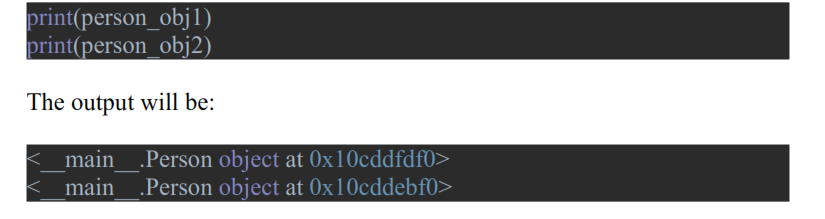 print(person_obj1)
print(person_obj2)
The output will be:
<__main__.Person object at 0x10cddfdf0>
<__main__.Person object at 0x10cddebf0>